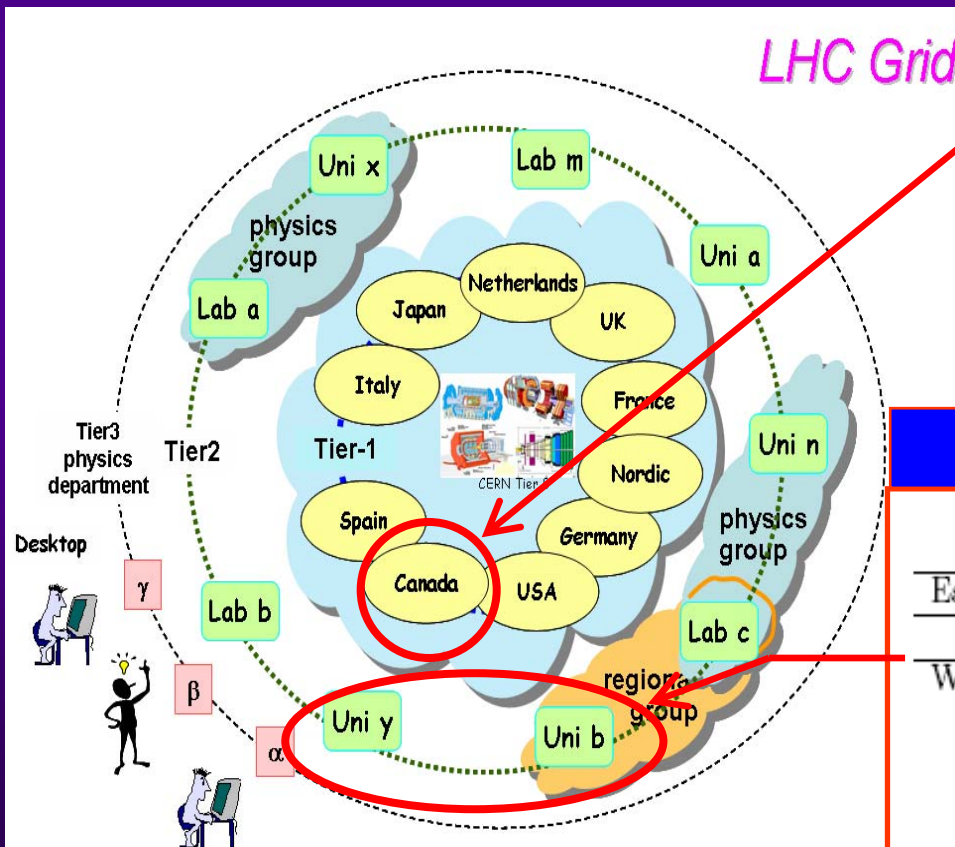 LHC Grid
Uni x
Lab m
physics
group
Uni a
Netherlands
Japan
UK
Lab a
Italy
France
Tier3
physics
department
Tier2
Tier-1
Uni n
CERN Tier
Nordic
Spain
physics
group
Germany
Desktop
Canada
USA
γ
Lab b
Lab c
β
regional
group
Uni y
Uni b
α